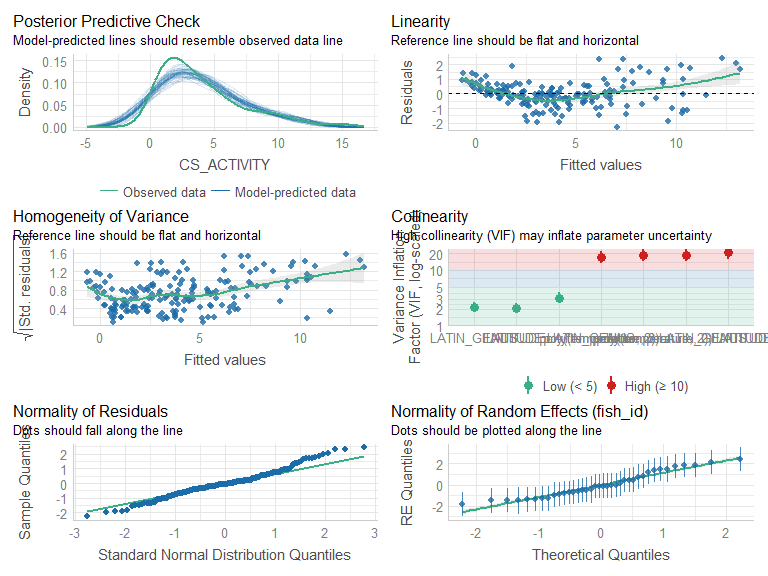 Posterior Predictive Check
Model-predicted lines should resemble observed data line
Density
0.15
0.10
0.05
0.00
-5
0
5
10
15
CS_ACTIVITY
Observed data
Model-predicted data
Linearity
Reference line should be flat and horizontal
Residuals
2
1
0
-1
-2
0
5
10
Fitted values
Homogeneity of Variance
Reference line should be flat and horizontal
√|Std. residuals|
1.6
1.2
0.8
0.4
0
5
10
Fitted values
Collinearity
High collinearity (VIF) may inflate parameter uncertainty
Variance Inflation
Factor (VIF, log-scaled)
20
10
5
3
2
1
Low (< 5)
High (≥ 10)
Normality of Residuals
Dots should fall along the line
Sample Quantiles
2
1
0
-1
-2
-3
-2
-1
0
1
2
3
Standard Normal Distribution Quantiles
Normality of Random Effects (fish_id)
Dots should be plotted along the line
RE Quantiles
2
0
-2
-2
-1
0
1
2
Theoretical Quantiles